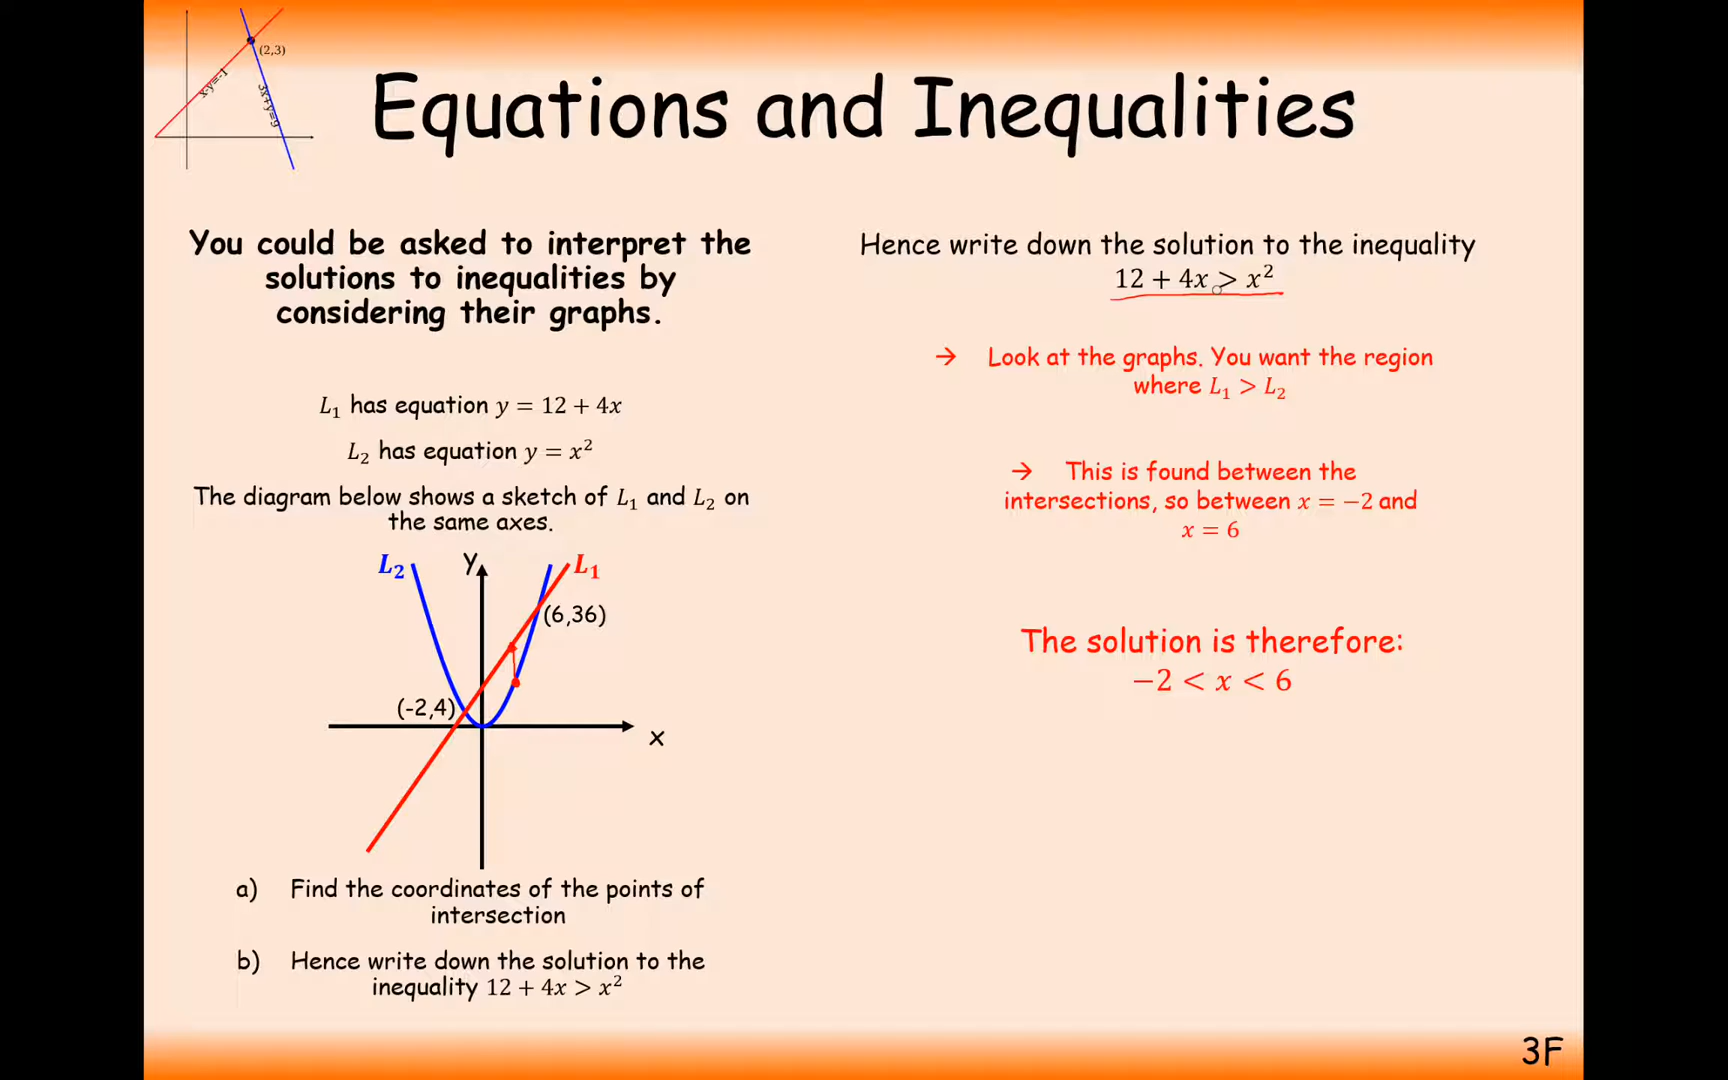 (2,3)
x-y=-1
3x+y=9
Equations and Inequalities
You could be asked to interpret the
solutions to inequalities by
considering their graphs.
L₁ has equation y = 12 + 4x
L₂ has equation y = x²
The diagram below shows a sketch of L₁ and L₂ on
the same axes.
L₂
y
L₁
(6,36)
(-2,4)
x
a) Find the coordinates of the points of
intersection
b) Hence write down the solution to the
inequality 12 + 4x > x²
Hence write down the solution to the inequality
12 + 4x > x²
→ Look at the graphs. You want the region
where L₁ > L₂
→ This is found between the
intersections, so between x = −2 and
x = 6
The solution is therefore:
−2 < x < 6
3F